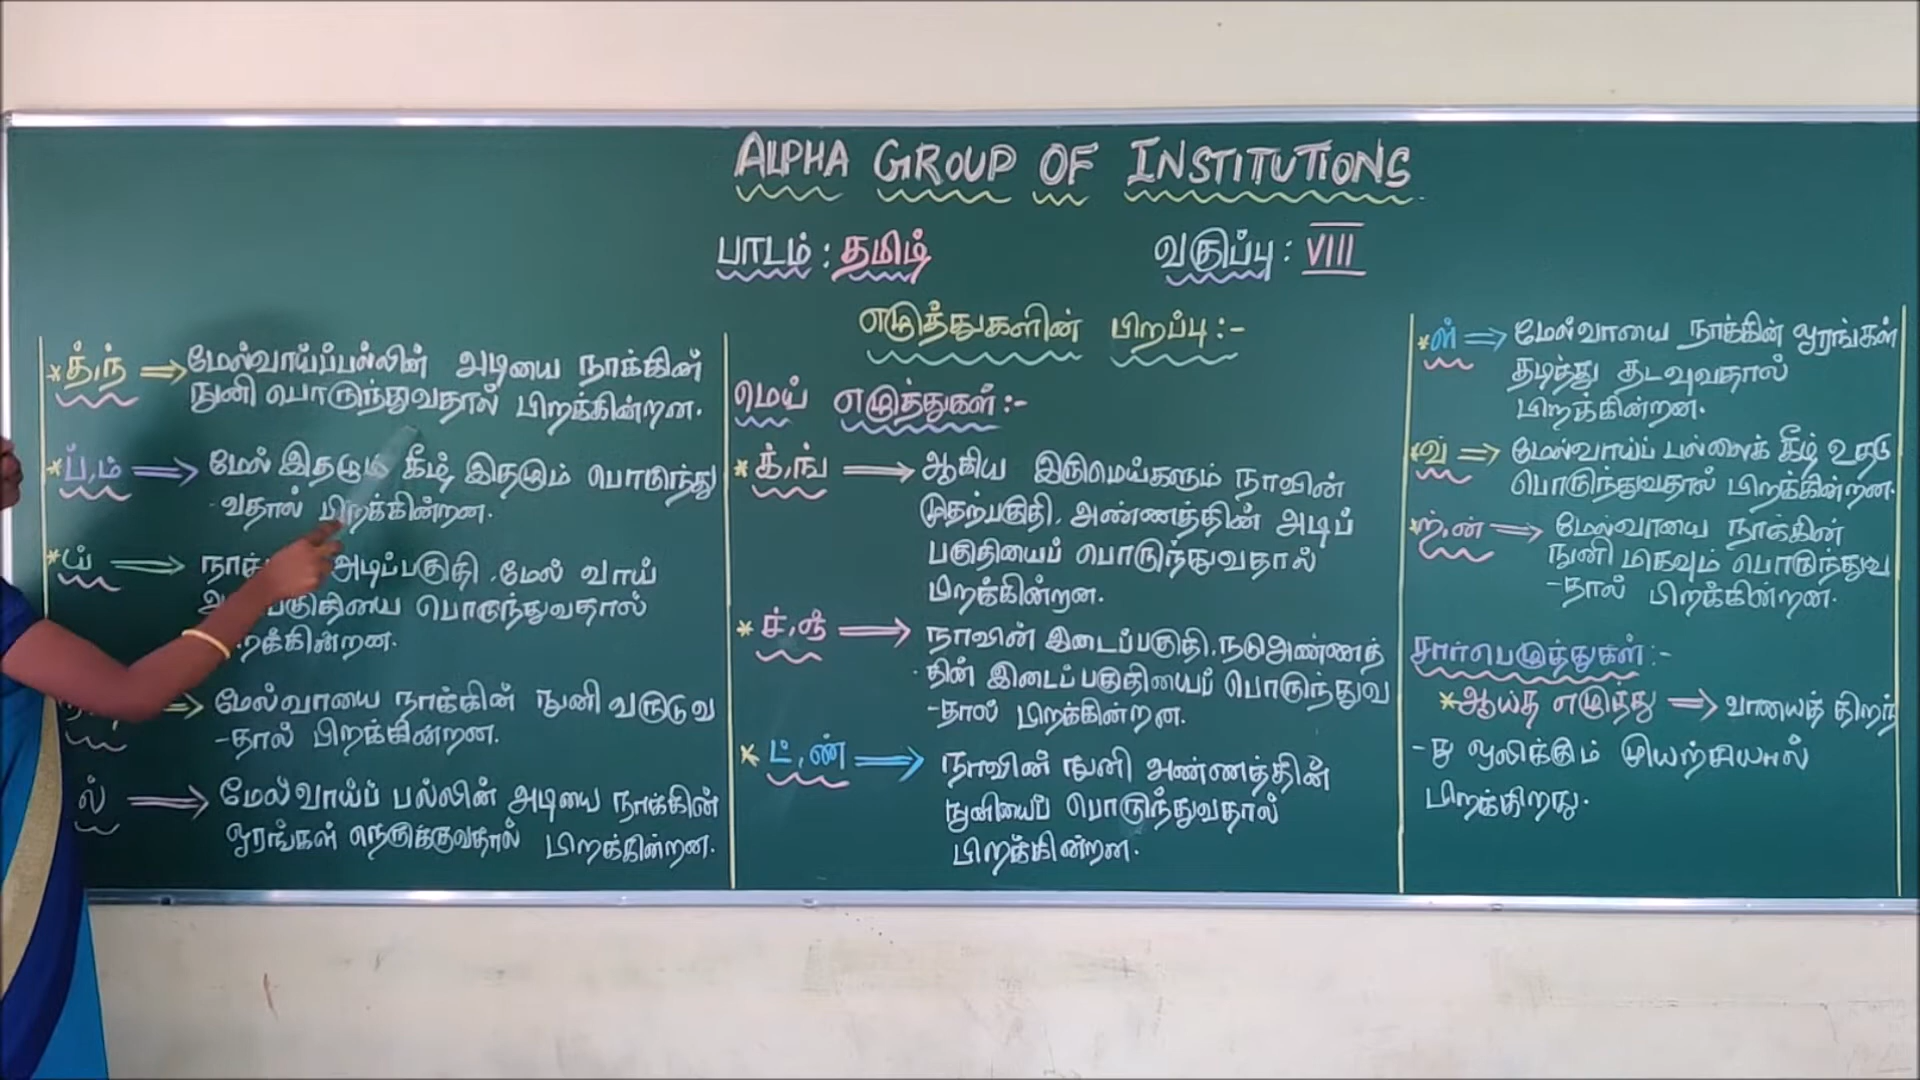 ALPHA GROUP OF INSTITUTIONS
பாடம் : தமிழ்
வகுப்பு : VIII
எழுத்துகளின் பிறப்பு :-
* த்,ந் ⟹ மேல்வாய்ப்பல்லின் அடியை நாக்கின்
நுனி பொருந்துவதால் பிறக்கின்றன.
* ப்,ம் ⟹ மேல் இதழும் கீழ் இதழும் பொருந்து
-வதால் பிறக்கின்றன.
* ய் ⟹ அடிப்பகுதி, மேல் வாய்
பொருந்துவதால்
⟹ மேல்வாயை நாக்கின் நுனி வருடுவ
-தால் பிறக்கின்றன.
ல் ⟹ மேல்வாய்ப் பல்லின் அடியை நாக்கின்
ஓரங்கள் நெருக்குவதால் பிறக்கின்றன.
மெய் எழுத்துகள் :-
* க்,ங் ⟹ ஆகிய இருமெய்களும் நாவின்
முதற்பகுதி, அண்ணத்தின் அடிப்
பகுதியைப் பொருந்துவதால்
பிறக்கின்றன.
* ச்,ஞ் ⟹ நாவின் இடைப்பகுதி, நடுஅண்ணத்
தின் இடைப்பகுதியைப் பொருந்துவ
-தால் பிறக்கின்றன.
* ட்,ண் ⟹ நாவின் நுனி அண்ணத்தின்
நுனியைப் பொருந்துவதால்
பிறக்கின்றன.
* ள் ⟹ மேல்வாயை நாக்கின் ஓரங்கள்
தடித்து தடவுவதால்
பிறக்கின்றன.
* வ் ⟹ மேல்வாய்ப் பல்லைக் கீழ் உதடு
பொருந்துவதால் பிறக்கின்றன.
* ற்,ன் ⟹ மேல்வாயை நாக்கின்
நுனி மிகவும் பொருந்துவ
-தால் பிறக்கின்றன.
சார்பெழுத்துகள் :-
* ஆய்த எழுத்து ⟹ வாயைத் திறந்
-து ஒலிக்கும் முயற்சியால்
பிறக்கிறது.